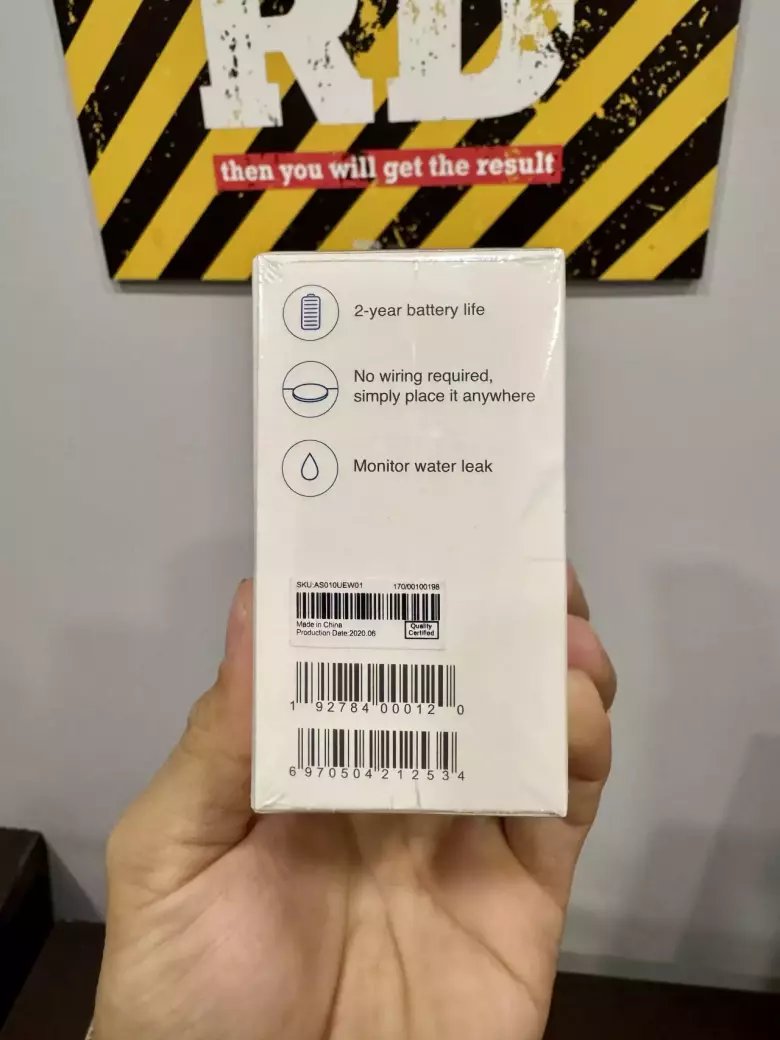 RD
then you will get the result
2-year battery life
No wiring required,
simply place it anywhere
Monitor water leak
SKU:AS010UEW01 170/00100198
Made in China
Production Date:2020.06
Quality
Certified
1 92784 00012 0
6 970504 212534